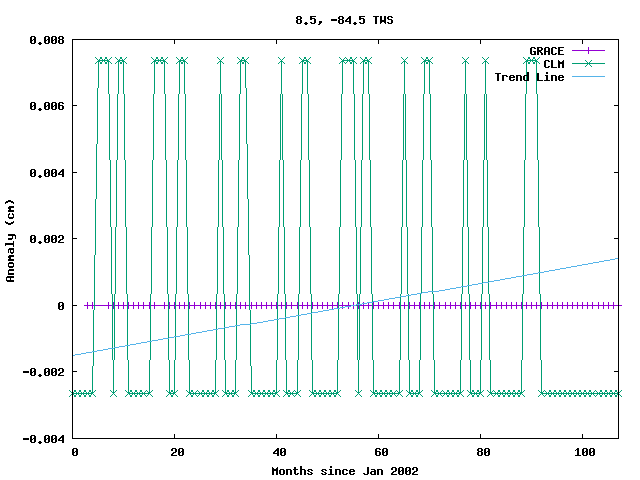 8.5, -84.5 TWS
0.008
GRACE
CLM
Trend Line
0.006
0.004
0.002
0
-0.002
-0.004
Anomaly (cm)
0 20 40 60 80 100
Months since Jan 2002